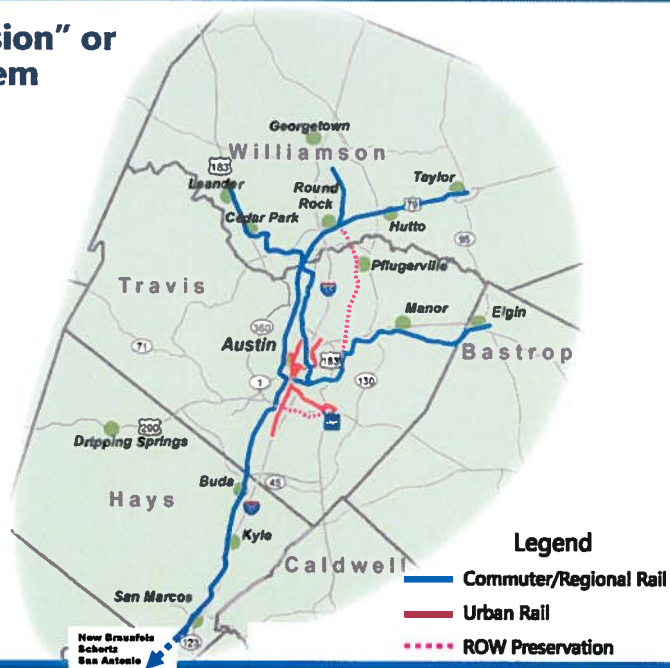 sion" or
em
Georgetown
Williamson
183
Leander
Round
Rock
Taylor
79
Cedar Park
Hutto
95
Pflugerville
Travis
Manor
Elgin
360
Austin
71
183
Bastrop
1
130
290
Dripping Springs
Buda
45
Hays
Kyle
Caldwell
Legend
Commuter/Regional Rail
San Marcos
Urban Rail
123
New Braunfels
Schertz
San Antonio
ROW Preservation